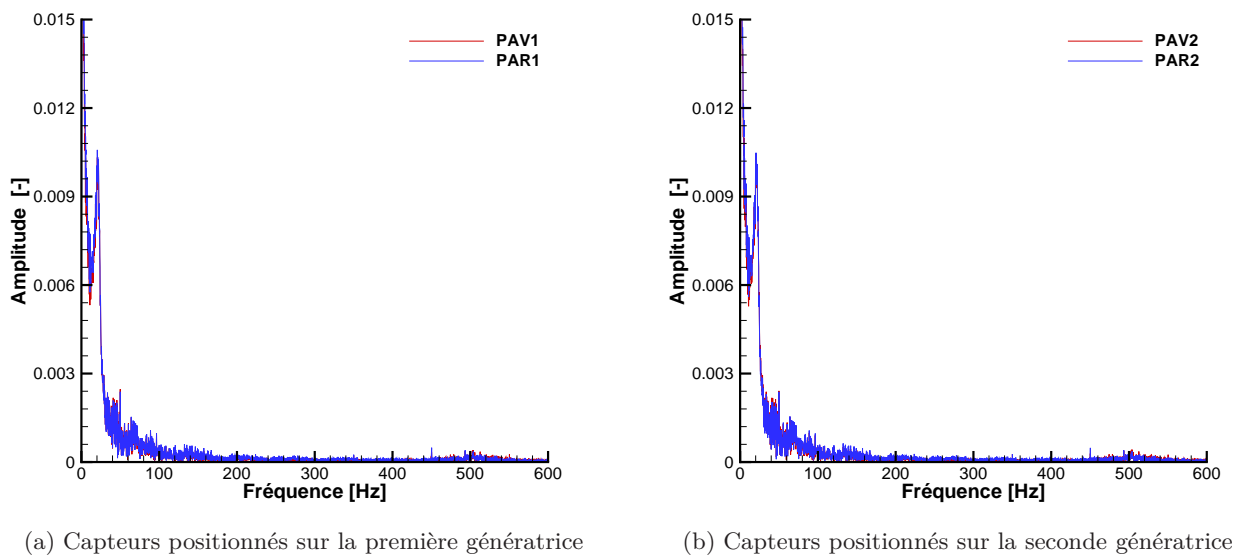 0.015
0.012
0.009
0.006
0.003
0
Amplitude [-]
PAV1
PAR1
0 100 200 300 400 500 600
Fréquence [Hz]
(a) Capteurs positionnés sur la première génératrice
0.015
0.012
0.009
0.006
0.003
0
Amplitude [-]
PAV2
PAR2
0 100 200 300 400 500 600
Fréquence [Hz]
(b) Capteurs positionnés sur la seconde génératrice